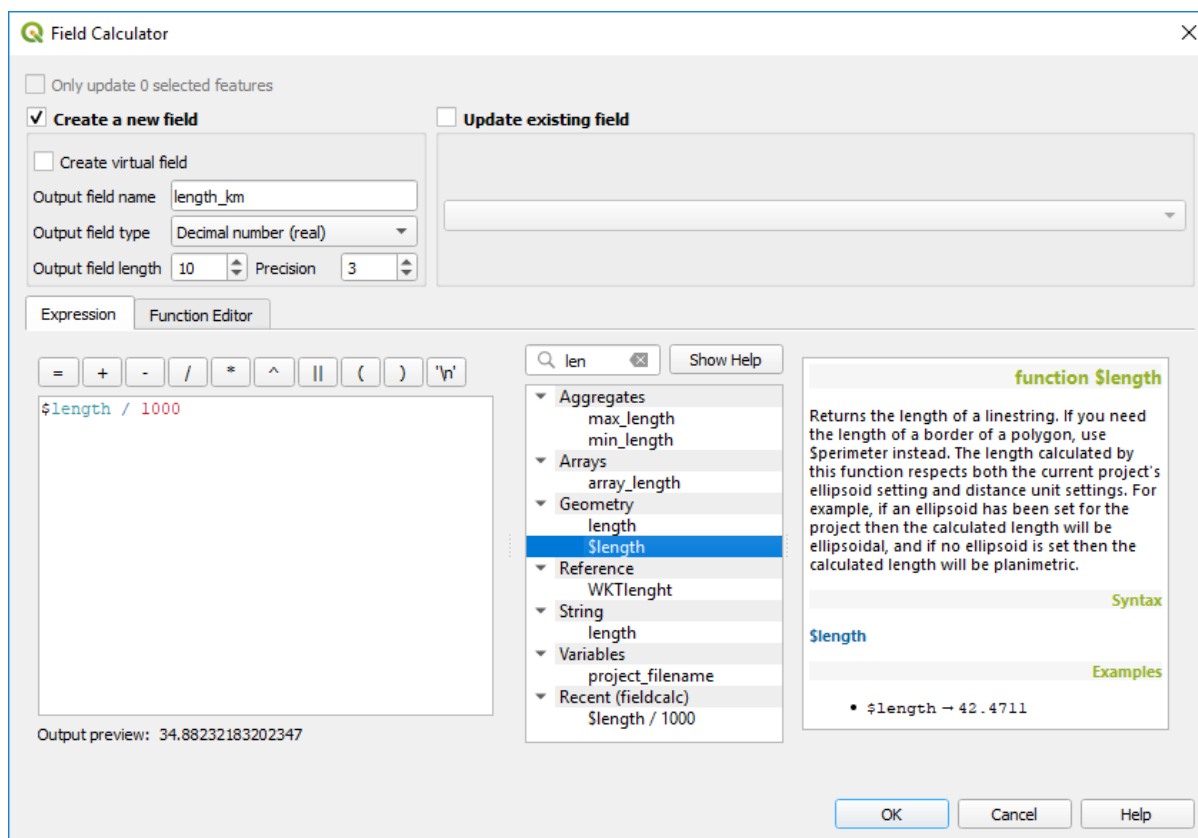 Field Calculator
Only update 0 selected features
Create a new field
Update existing field
Create virtual field
Output field name length_km
Output field type Decimal number (real)
Output field length 10 Precision 3
Expression Function Editor
= + - / * ^ || ( ) '\n'
$length / 1000
Output preview: 34.88232183202347
len Show Help
Aggregates
max_length
min_length
Arrays
array_length
Geometry
length
$length
Reference
WKTlenght
String
length
Variables
project_filename
Recent (fieldcalc)
$length / 1000
function $length
Returns the length of a linestring. If you need
the length of a border of a polygon, use
$perimeter instead. The length calculated by
this function respects both the current project's
ellipsoid setting and distance unit settings. For
example, if an ellipsoid has been set for the
project then the calculated length will be
ellipsoidal, and if no ellipsoid is set then the
calculated length will be planimetric.
Syntax
$length
Examples
• $length → 42.4711
OK Cancel Help